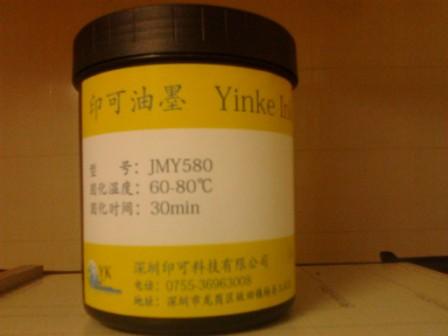 印可油墨 Yinke In
型 号: JMY580
固化温度: 60-80℃
固化时间: 30min
YK
深圳印可科技有限公司
电话: 0755-36963008
地址: 深圳市龙岗区坂田